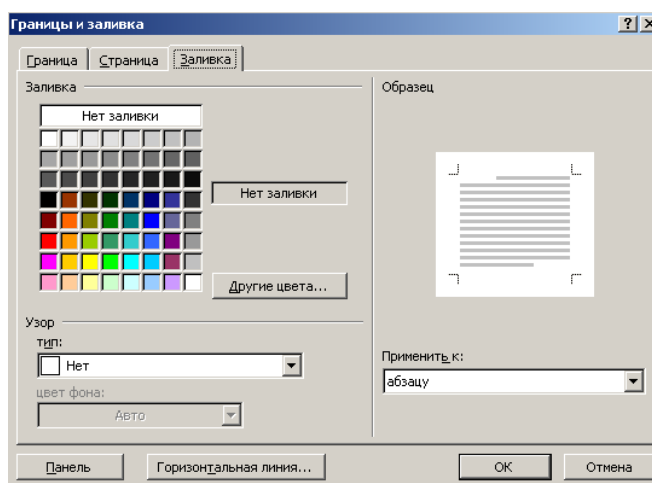 Границы и заливка
Граница Страница Заливка
Заливка
Нет заливки
Нет заливки
Другие цвета...
Узор
тип:
Нет
цвет фона:
Авто
Образец
Применить к:
абзацу
Панель Горизонтальная линия... ОК Отмена